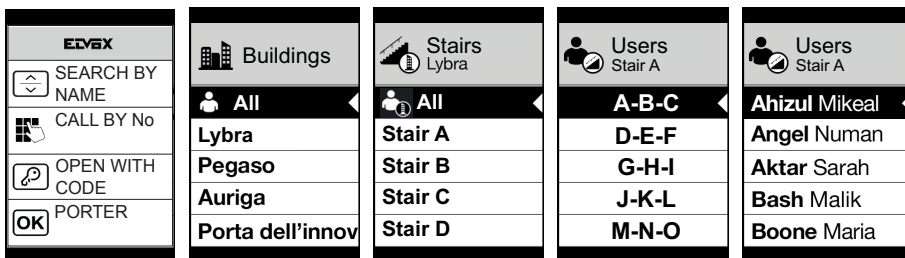 ELVOX
SEARCH BY
NAME
CALL BY No
OPEN WITH
CODE
OK PORTER
Buildings
All
Lybra
Pegaso
Auriga
Porta dell'innov
Stairs
Lybra
All
Stair A
Stair B
Stair C
Stair D
Users
Stair A
A-B-C
D-E-F
G-H-I
J-K-L
M-N-O
Users
Stair A
Ahizul Mikeal
Angel Numan
Aktar Sarah
Bash Malik
Boone Maria